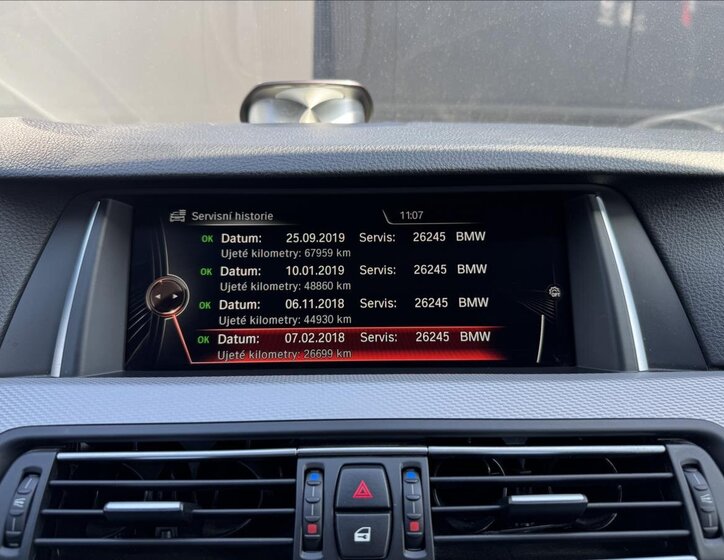 Servisní historie 11:07
OK Datum: 25.09.2019 Servis: 26245 BMW
Ujeté kilometry: 67959 km
OK Datum: 10.01.2019 Servis: 26245 BMW
Ujeté kilometry: 48860 km
OK Datum: 06.11.2018 Servis: 26245 BMW
Ujeté kilometry: 44930 km
OK Datum: 07.02.2018 Servis: 26245 BMW
Ujeté kilometry: 26699 km
OFF